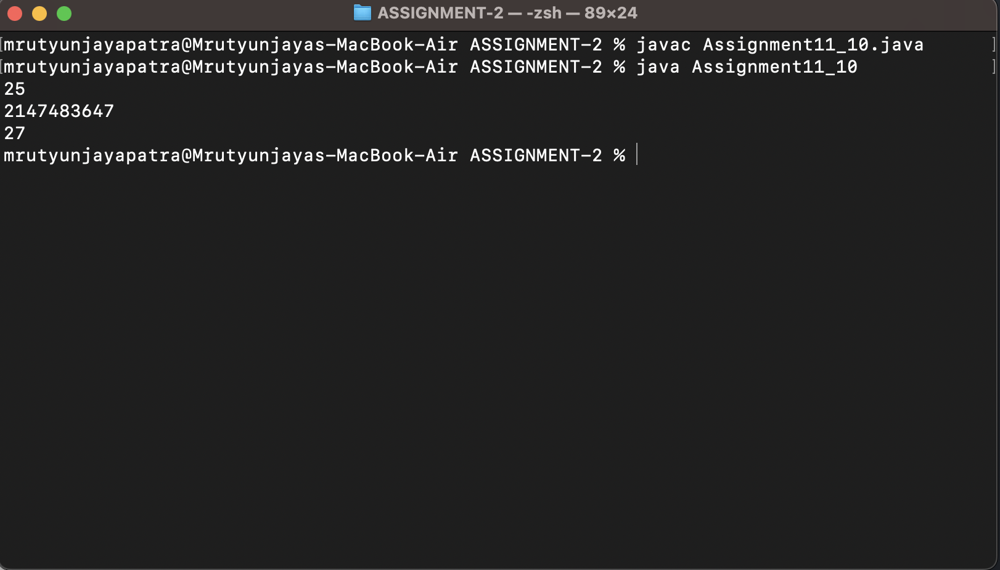 ASSIGNMENT-2 — -zsh — 89×24
[mrutyunjayapatra@Mrutyunjayas-MacBook-Air ASSIGNMENT-2 % javac Assignment11_10.java ]
[mrutyunjayapatra@Mrutyunjayas-MacBook-Air ASSIGNMENT-2 % java Assignment11_10 ]
25
2147483647
27
mrutyunjayapatra@Mrutyunjayas-MacBook-Air ASSIGNMENT-2 %